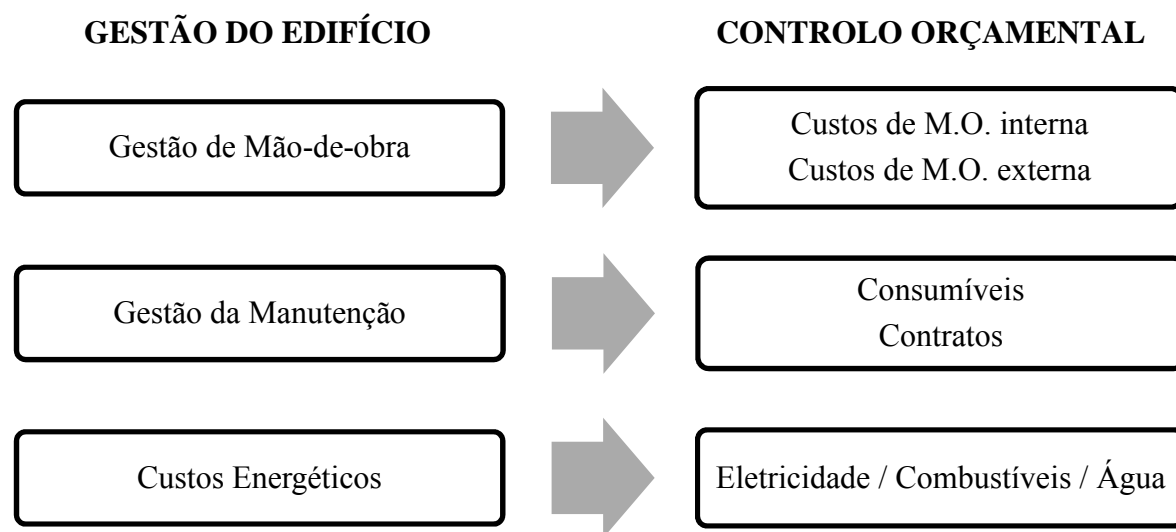 GESTÃO DO EDIFÍCIO
CONTROLO ORÇAMENTAL
Gestão de Mão-de-obra
Custos de M.O. interna
Custos de M.O. externa
Gestão da Manutenção
Consumíveis
Contratos
Custos Energéticos
Eletricidade / Combustíveis / Água